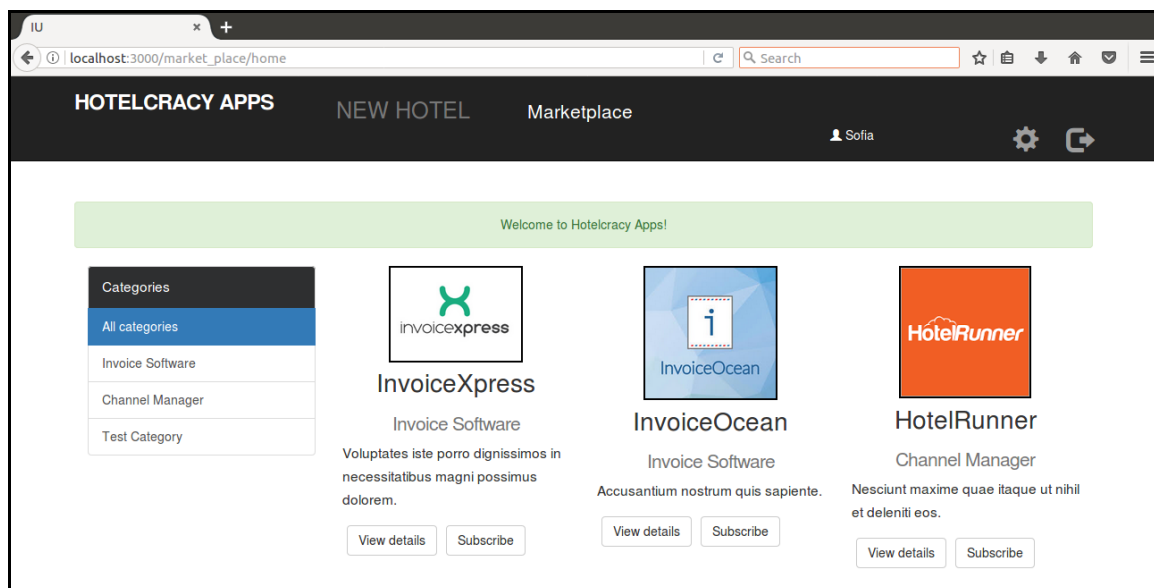 IU
localhost:3000/market_place/home
Search
HOTELCRACY APPS
NEW HOTEL
Marketplace
Sofia
Welcome to Hotelcracy Apps!
Categories
All categories
Invoice Software
Channel Manager
Test Category
invoicexpress
InvoiceXpress
Invoice Software
Voluptates iste porro dignissimos in
necessitatibus magni possimus
dolorem.
View details
Subscribe
i
InvoiceOcean
InvoiceOcean
Invoice Software
Accusantium nostrum quis sapiente.
View details
Subscribe
HotelRunner
HotelRunner
Channel Manager
Nesciunt maxime quae itaque ut nihil
et deleniti eos.
View details
Subscribe